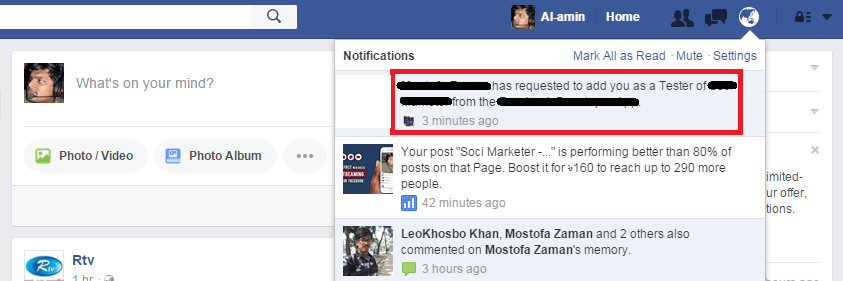 Al-amin Home
Notifications Mark All as Read · Mute · Settings
What's on your mind?
has requested to add you as a Tester of
from the
3 minutes ago
Photo / Video Photo Album
Your post "Soci Marketer -..." is performing better than 80% of
posts on that Page. Boost it for ৳160 to reach up to 290 more
people.
42 minutes ago
imited-
ur offer,
tions.
LeoKhosbo Khan, Mostofa Zaman and 2 others also
commented on Mostofa Zaman's memory.
3 hours ago
Rtv
Rtv
1 hr ·
hours ago